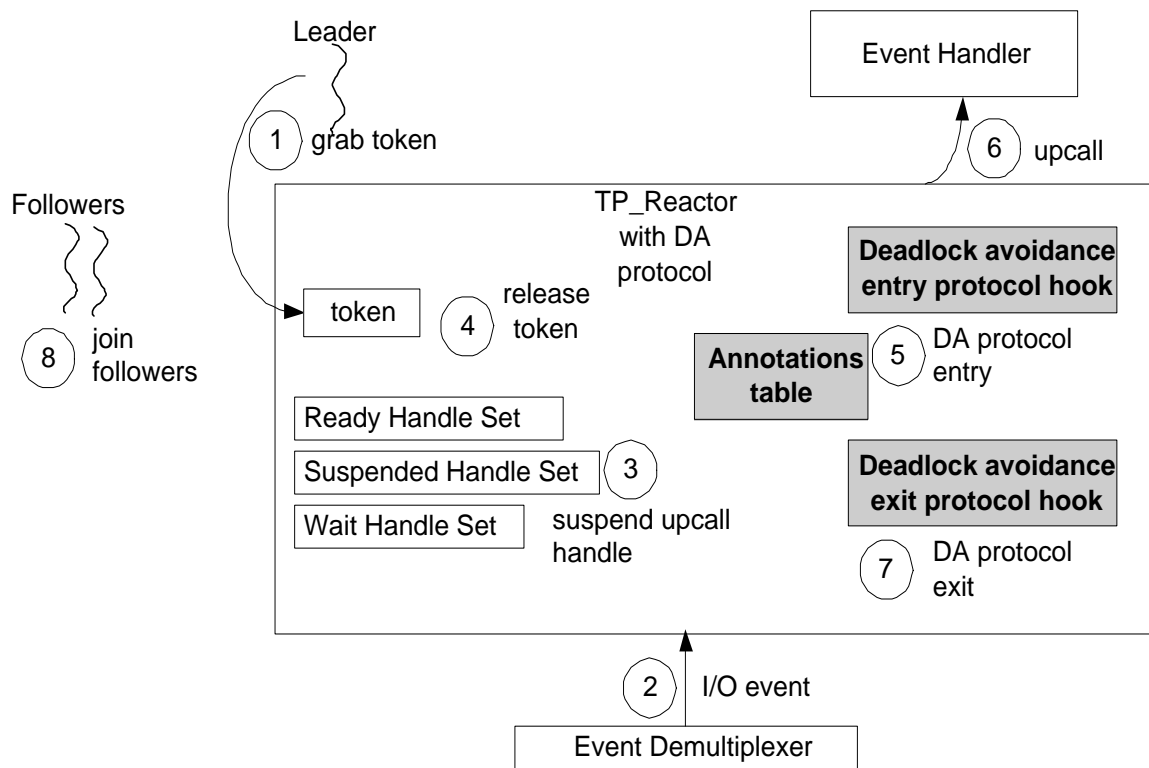 Leader
Event Handler
1
grab token
6
upcall
Followers
TP_Reactor
with DA
protocol
Deadlock avoidance
entry protocol hook
token
4
release
token
8
join
followers
Annotations
table
5
DA protocol
entry
Ready Handle Set
Suspended Handle Set
3
Wait Handle Set
suspend upcall
handle
Deadlock avoidance
exit protocol hook
7
DA protocol
exit
2
I/O event
Event Demultiplexer